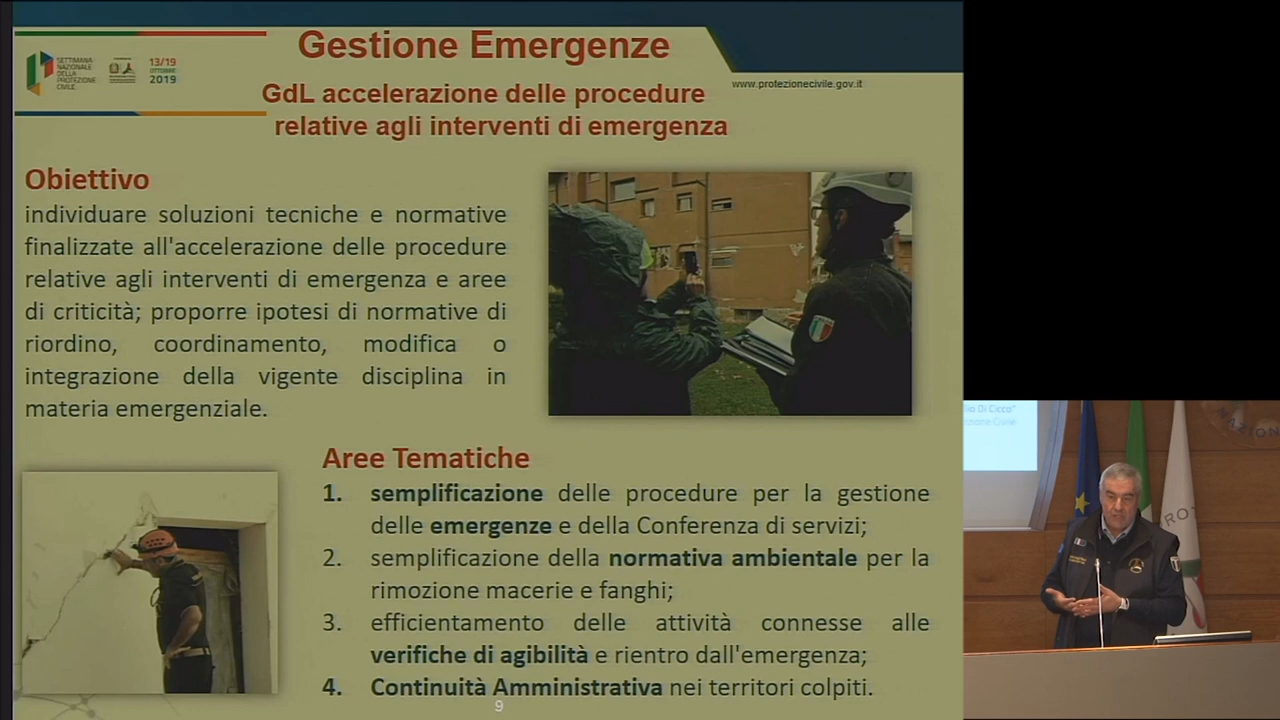 Gestione Emergenze
SETTIMANA
NAZIONALE
DELLA
PROTEZIONE
CIVILE
13/19
OTTOBRE
2019
www.protezionecivile.gov.it
GdL accelerazione delle procedure
relative agli interventi di emergenza
Obiettivo
individuare soluzioni tecniche e normative
finalizzate all'accelerazione delle procedure
relative agli interventi di emergenza e aree
di criticità; proporre ipotesi di normative di
riordino, coordinamento, modifica o
integrazione della vigente disciplina in
materia emergenziale.
Aree Tematiche
1. semplificazione delle procedure per la gestione
delle emergenze e della Conferenza di servizi;
2. semplificazione della normativa ambientale per la
rimozione macerie e fanghi;
3. efficientamento delle attività connesse alle
verifiche di agibilità e rientro dall'emergenza;
4. Continuità Amministrativa nei territori colpiti.
9
Di Cicco"
Civile